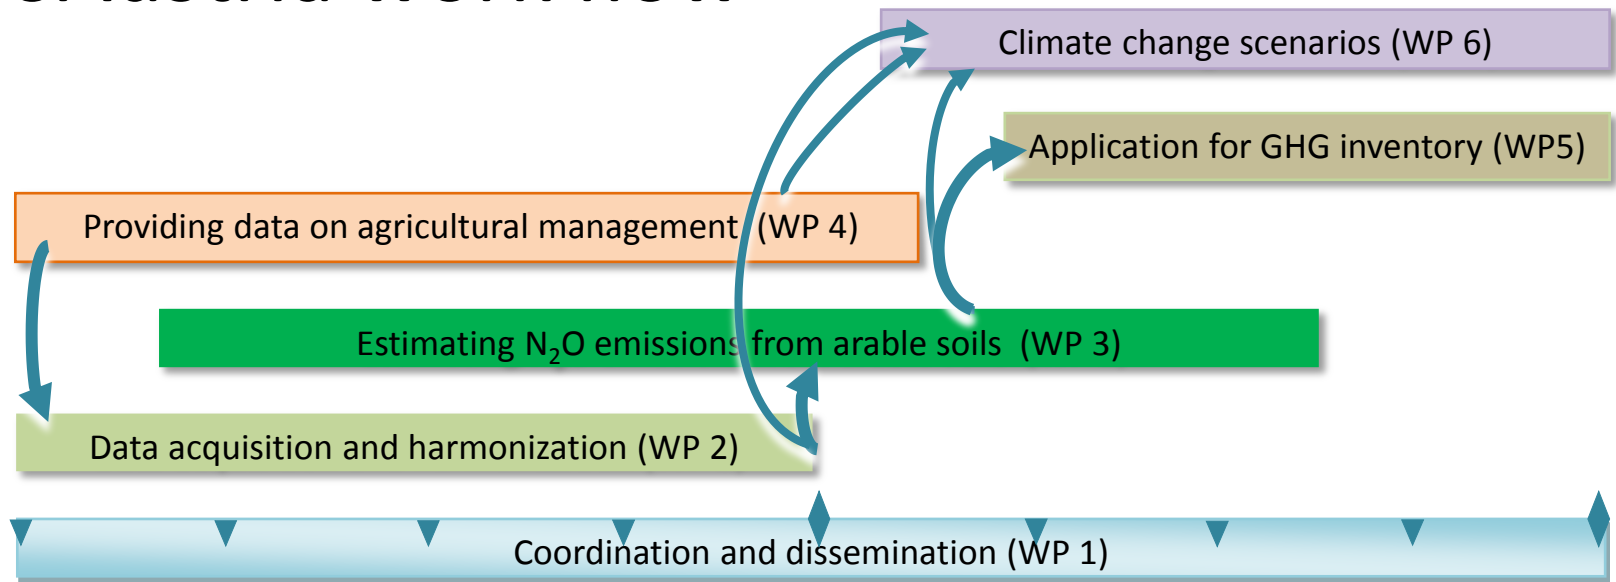 Climate change scenarios (WP 6)
Application for GHG inventory (WP5)
Providing data on agricultural management (WP 4)
Estimating N₂O emissions from arable soils (WP 3)
Data acquisition and harmonization (WP 2)
Coordination and dissemination (WP 1)